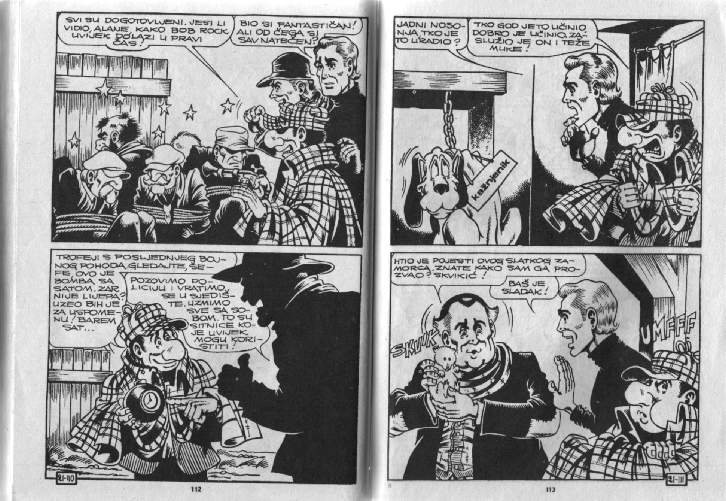 SVI SU DOGOTOVLJENI. JESI LI
VIDIO, ALANE, KAKO BOB ROCK
UVIJEK DOLAZI U PRAVI
ČAS!
BIO SI FANTASTIČAN!
ALI OD ČEGA SI
SAV NATEČEN?
TROFEJI S POSLJEDNJEG BOJ-
NOG POHODA, GLEDAJTE, ŠE-
FE, OVO JE
BOMBA SA
SATOM. ZAR
NIJE LIJEPA?
UZEO BIH JE
ZA USPOME-
NU! BAREM
SAT...
POZOVIMO PO-
LICIJU I VRATIMO
SE U SJEDIŠ-
TE. UZMIMO
SVE SA SO-
BOM. TO SU
SITNICE KO-
JE UVIJEK
MOGU KORI-
STITI!
112
JADNI NOSO-
NJA TKO JE
TO URADIO?
TKO GOD JE TO UČINIO
DOBRO JE UČINIO, ZA-
SLUŽIO JE ON I TEŽE
MUKE!
kažnjenik
HTIO JE POJESTI OVOG SLATKOG ZA-
MORCA, ZNATE KAKO SAM GA PRO-
ZVAO? SKVIKIĆ!
BAŠ JE
SLADAK!
UMFFF
113